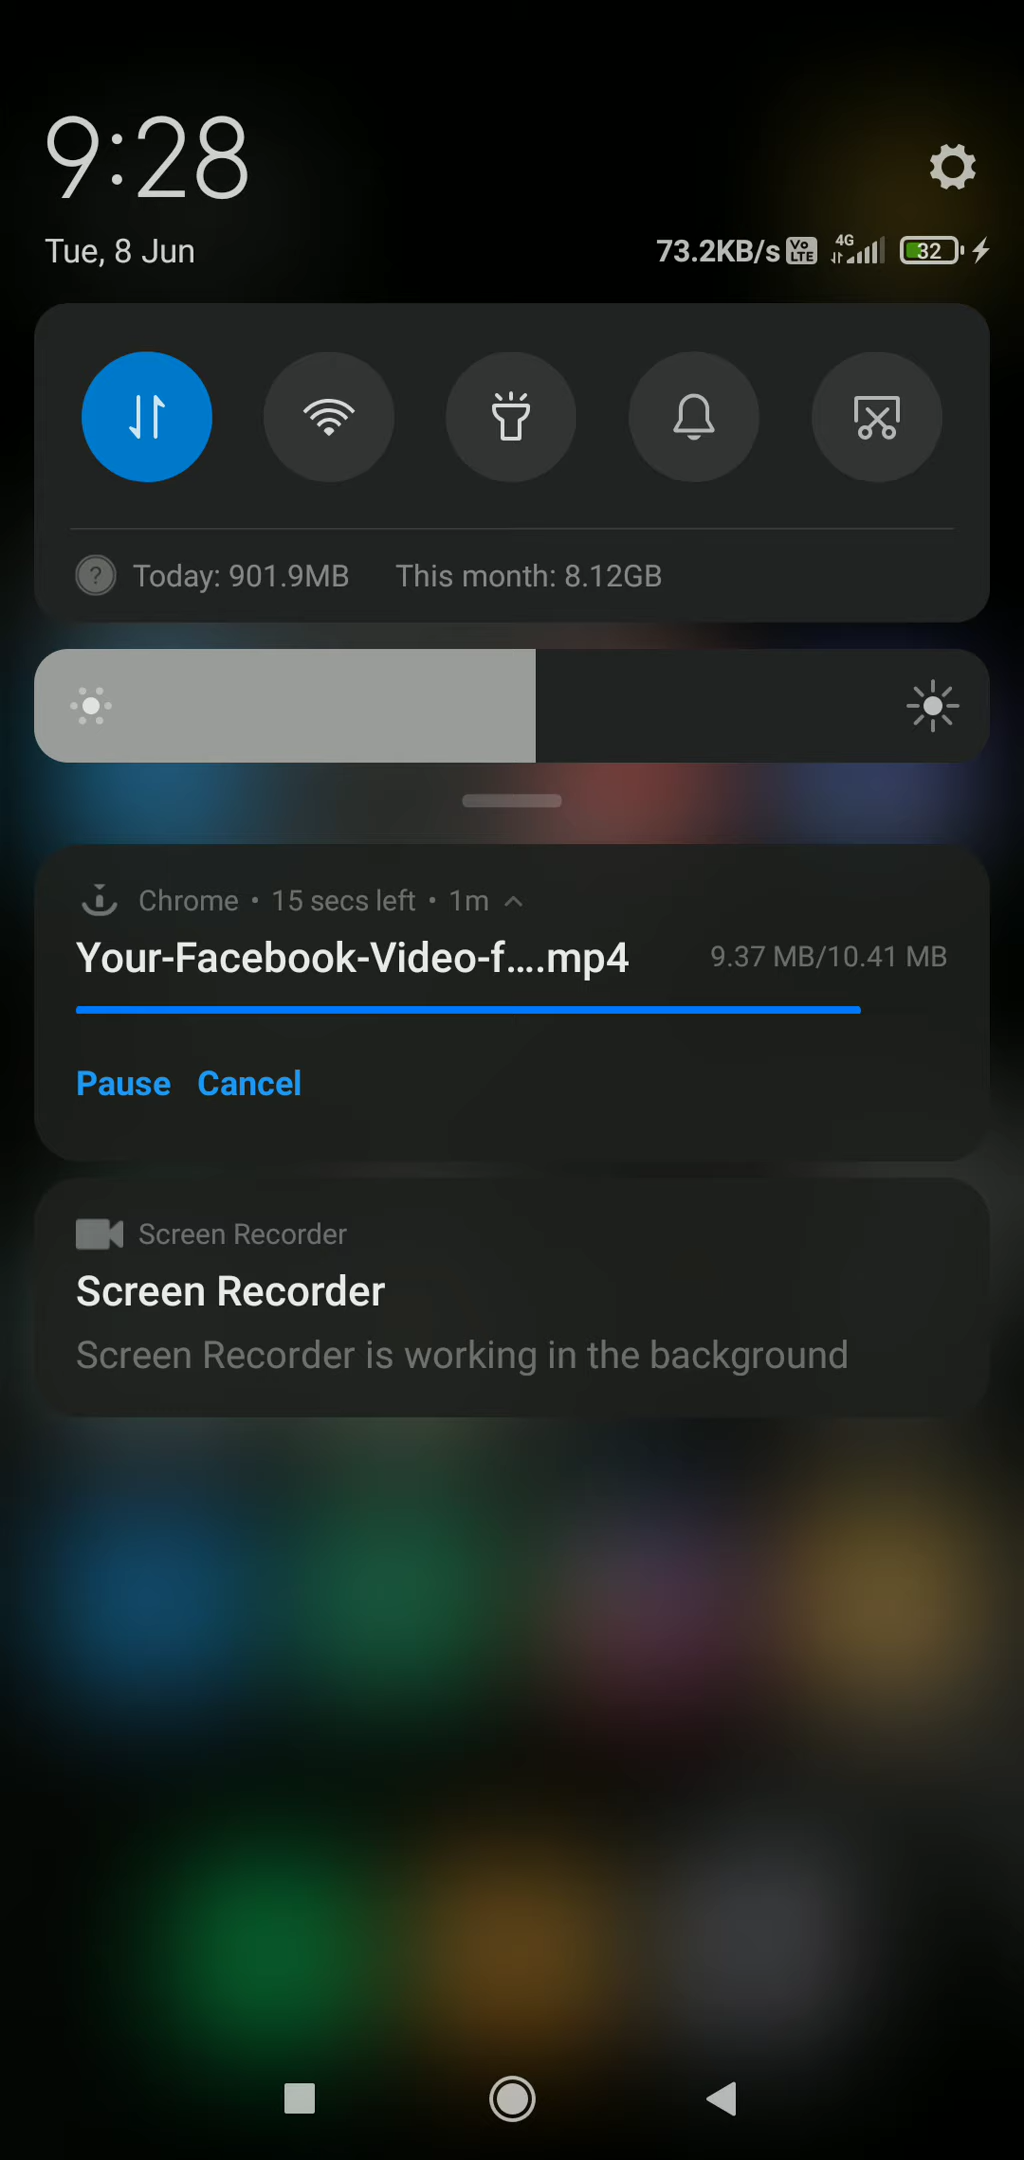 9:28
Tue, 8 Jun
73.2KB/s Vo LTE 4G 32
Today: 901.9MB This month: 8.12GB
Chrome • 15 secs left • 1m
Your-Facebook-Video-f….mp4 9.37 MB/10.41 MB
Pause Cancel
Screen Recorder
Screen Recorder
Screen Recorder is working in the background